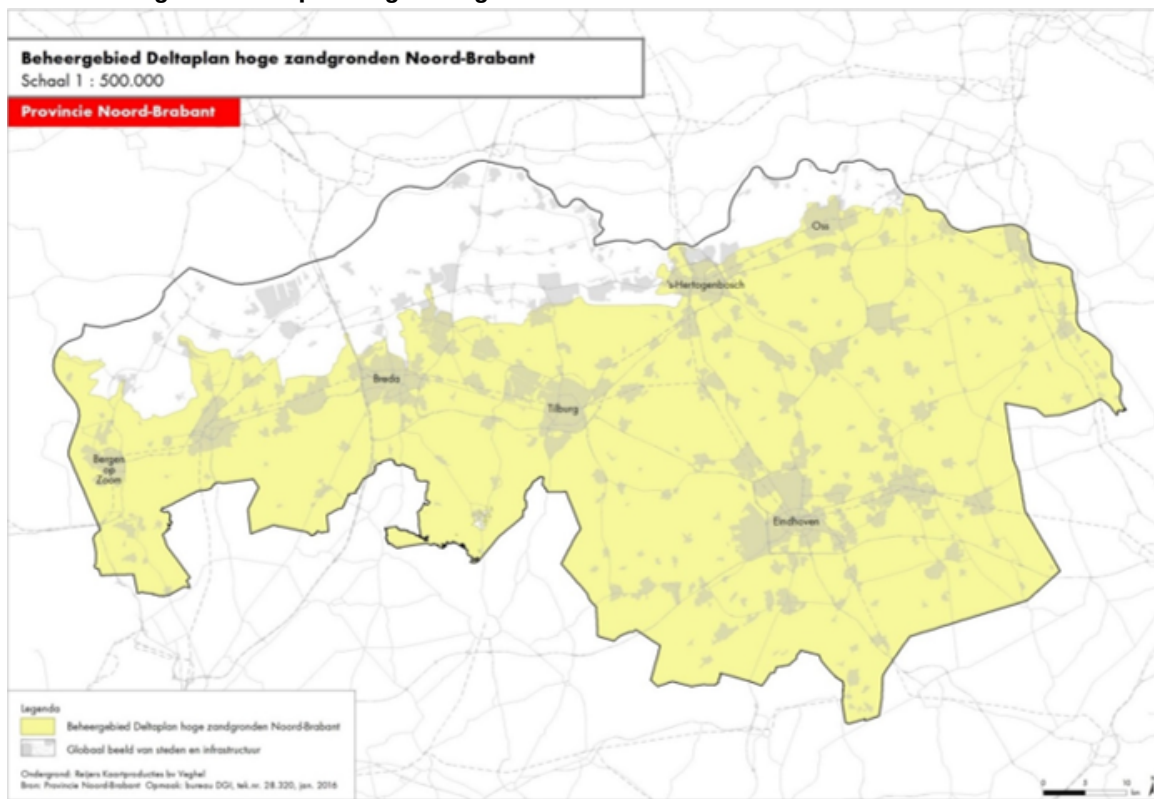 Beheergebied Deltaplan hoge zandgronden Noord-Brabant
Schaal 1 : 500.000
Provincie Noord-Brabant
Oss
's-Hertogenbosch
Breda
Tilburg
Bergen
op
Zoom
Eindhoven
Legenda
Beheergebied Deltaplan hoge zandgronden Noord-Brabant
Globaal beeld van steden en infrastructuur
Ondergrond: Reijers Kaartproducties bv Veghel
Bron: Provincie Noord-Brabant Opmaak: bureau DGI, tek.nr. 28.320, jan. 2016
0 5 10
km